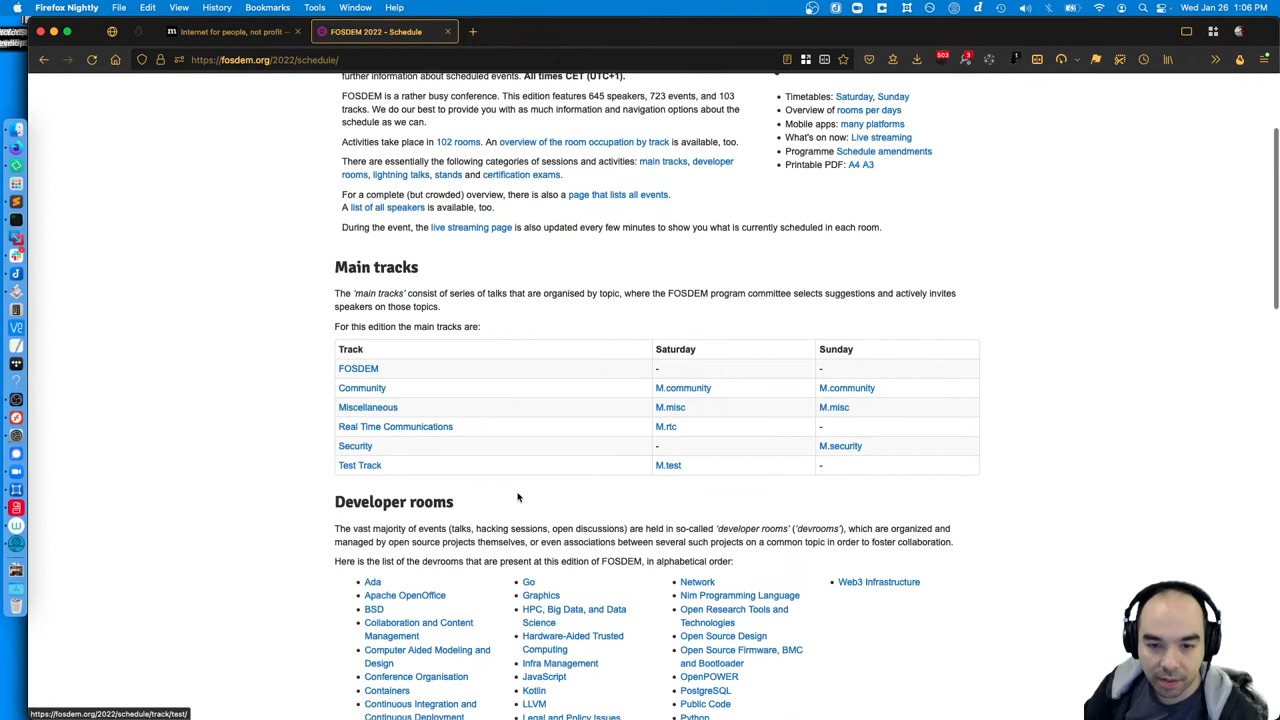 Firefox Nightly File Edit View History Bookmarks Tools Window Help
Wed Jan 26 1:06 PM
Internet for people, not profit —
FOSDEM 2022 - Schedule
https://fosdem.org/2022/schedule/
603
3
further information about scheduled events. All times CET (UTC+1).
FOSDEM is a rather busy conference. This edition features 645 speakers, 723 events, and 103
tracks. We do our best to provide you with as much information and navigation options about the
schedule as we can.
Activities take place in 102 rooms. An overview of the room occupation by track is available, too.
There are essentially the following categories of sessions and activities: main tracks, developer
rooms, lightning talks, stands and certification exams.
For a complete (but crowded) overview, there is also a page that lists all events.
A list of all speakers is available, too.
During the event, the live streaming page is also updated every few minutes to show you what is currently scheduled in each room.
• Timetables: Saturday, Sunday
• Overview of rooms per days
• Mobile apps: many platforms
• What's on now: Live streaming
• Programme Schedule amendments
• Printable PDF: A4 A3
Main tracks
The 'main tracks' consist of series of talks that are organised by topic, where the FOSDEM program committee selects suggestions and actively invites
speakers on those topics.
For this edition the main tracks are:
Track Saturday Sunday
FOSDEM - -
Community M.community M.community
Miscellaneous M.misc M.misc
Real Time Communications M.rtc -
Security - M.security
Test Track M.test -
Developer rooms
The vast majority of events (talks, hacking sessions, open discussions) are held in so-called 'developer rooms' ('devrooms'), which are organized and
managed by open source projects themselves, or even associations between several such projects on a common topic in order to foster collaboration.
Here is the list of the devrooms that are present at this edition of FOSDEM, in alphabetical order:
• Ada
• Apache OpenOffice
• BSD
• Collaboration and Content
Management
• Computer Aided Modeling and
Design
• Conference Organisation
• Containers
• Continuous Integration and
Continuous Deployment
• Go
• Graphics
• HPC, Big Data, and Data
Science
• Hardware-Aided Trusted
Computing
• Infra Management
• JavaScript
• Kotlin
• LLVM
• Legal and Policy Issues
• Network
• Nim Programming Language
• Open Research Tools and
Technologies
• Open Source Design
• Open Source Firmware, BMC
and Bootloader
• OpenPOWER
• PostgreSQL
• Public Code
• Python
• Web3 Infrastructure
https://fosdem.org/2022/schedule/track/test/